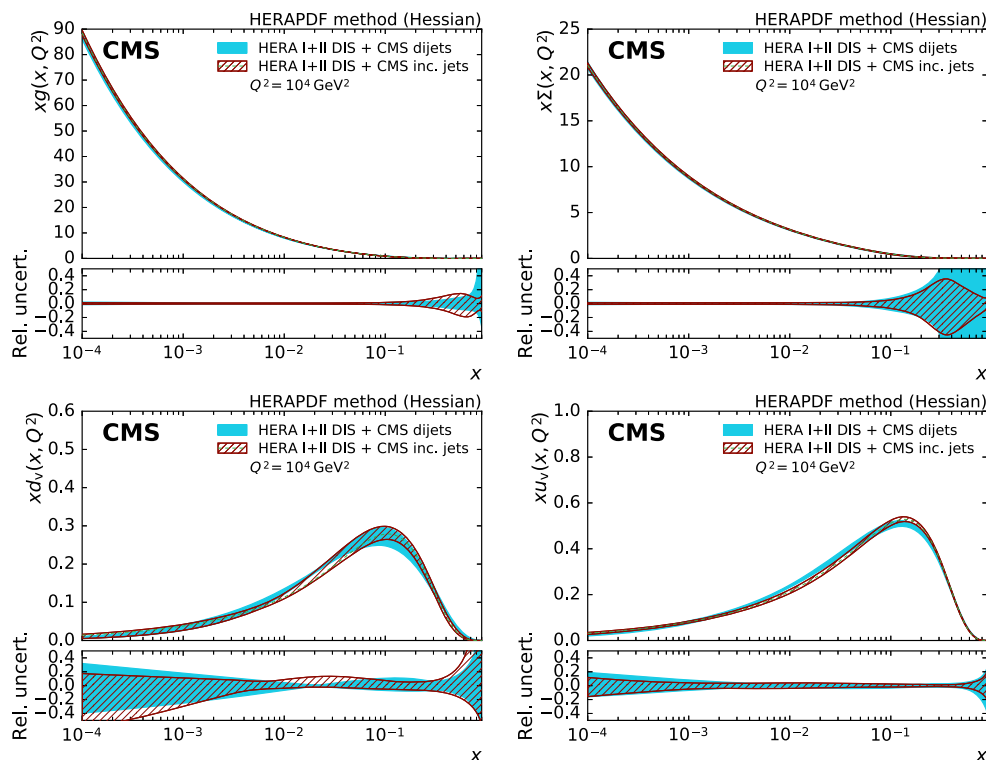 HERAPDF method (Hessian)
CMS
HERA I+II DIS + CMS dijets
HERA I+II DIS + CMS inc. jets
Q² = 10⁴ GeV²
xg(x, Q²)
90
80
70
60
50
40
30
20
10
0
Rel. uncert.
0.4
0.2
0.0
−0.2
−0.4
10⁻⁴
10⁻³
10⁻²
10⁻¹
x
HERAPDF method (Hessian)
CMS
HERA I+II DIS + CMS dijets
HERA I+II DIS + CMS inc. jets
Q² = 10⁴ GeV²
xΣ(x, Q²)
25
20
15
10
5
0
Rel. uncert.
0.4
0.2
0.0
−0.2
−0.4
10⁻⁴
10⁻³
10⁻²
10⁻¹
x
HERAPDF method (Hessian)
CMS
HERA I+II DIS + CMS dijets
HERA I+II DIS + CMS inc. jets
Q² = 10⁴ GeV²
xdᵥ(x, Q²)
0.6
0.5
0.4
0.3
0.2
0.1
0.0
Rel. uncert.
0.4
0.2
0.0
−0.2
−0.4
10⁻⁴
10⁻³
10⁻²
10⁻¹
x
HERAPDF method (Hessian)
CMS
HERA I+II DIS + CMS dijets
HERA I+II DIS + CMS inc. jets
Q² = 10⁴ GeV²
xuᵥ(x, Q²)
1.0
0.8
0.6
0.4
0.2
0.0
Rel. uncert.
0.4
0.2
0.0
−0.2
−0.4
10⁻⁴
10⁻³
10⁻²
10⁻¹
x